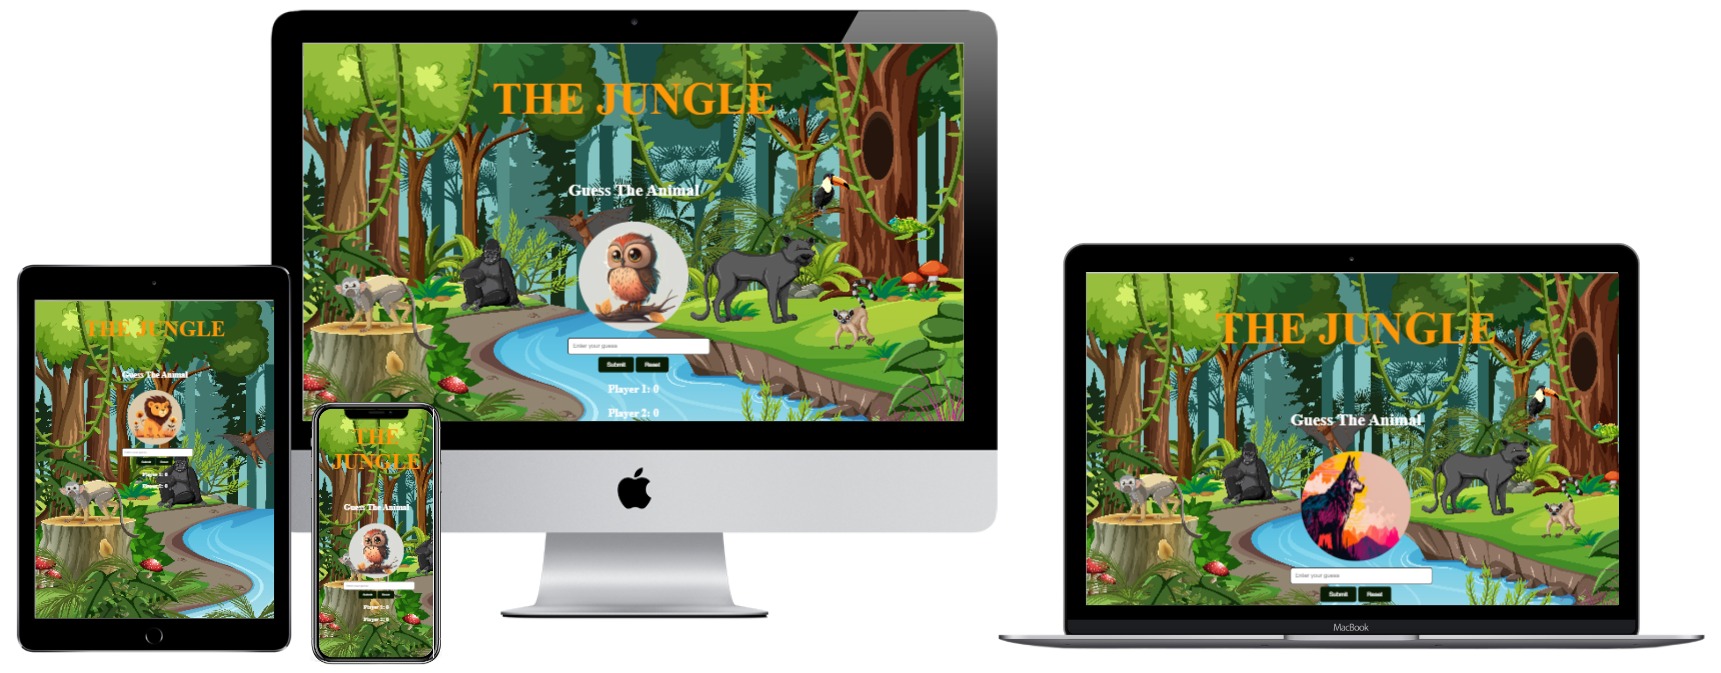 THE JUNGLE
Guess The Animal
Enter your guess
Submit Reset
Player 1: 0
Player 2: 0
THE JUNGLE
Guess The Animal
Player 1: 0
Player 2: 0
THE
JUNGLE
Guess The Animal
Player 1: 0
Player 2: 0
THE JUNGLE
Guess The Animal
Enter your guess
Submit Reset
MacBook